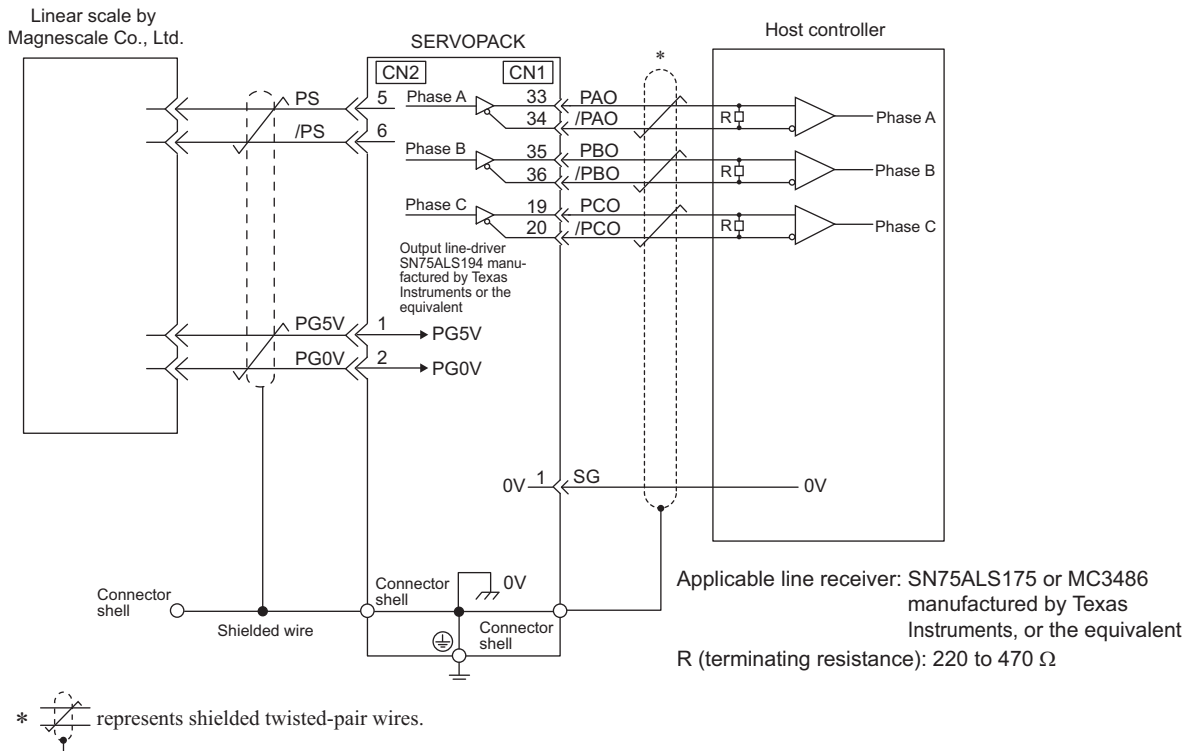 Linear scale by
Magnescale Co., Ltd.
SERVOPACK
Host controller
*
CN2
CN1
PS
5
Phase A
33
PAO
34
/PAO
R
Phase A
/PS
6
Phase B
35
PBO
36
/PBO
R
Phase B
Phase C
19
PCO
20
/PCO
R
Phase C
Output line-driver
SN75ALS194 manu-
factured by Texas
Instruments or the
equivalent
PG5V
1
PG5V
PG0V
2
PG0V
0V
1
SG
0V
Connector
shell
Shielded wire
Connector
shell
0V
Connector
shell
Applicable line receiver: SN75ALS175 or MC3486
manufactured by Texas
Instruments, or the equivalent
R (terminating resistance): 220 to 470 Ω
* represents shielded twisted-pair wires.